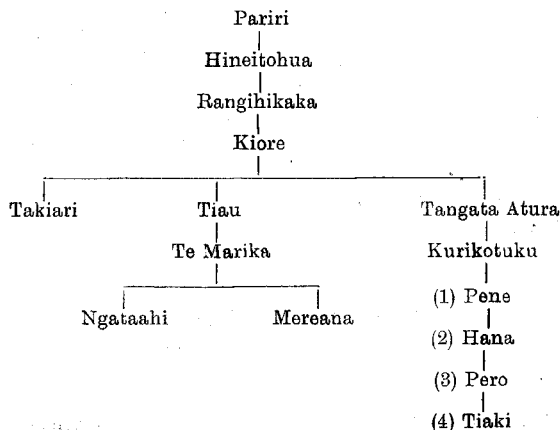 Pariri
Hineitohua
Rangihikaka
Kiore
Takiari Tiau Tangata Atura
Te Marika Kurikotuku
Ngataahi Mereana (1) Pene
(2) Hana
(3) Pero
(4) Tiaki